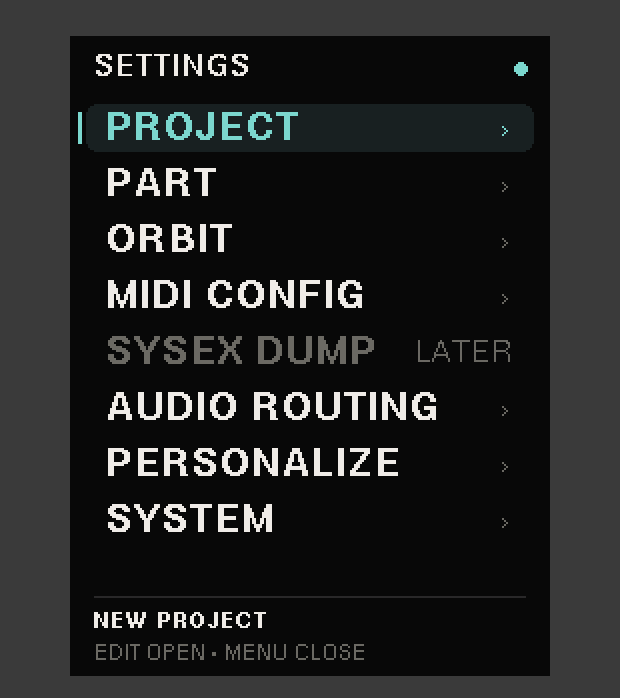 SETTINGS
PROJECT ›
PART ›
ORBIT ›
MIDI CONFIG ›
SYSEX DUMP LATER
AUDIO ROUTING ›
PERSONALIZE ›
SYSTEM ›
NEW PROJECT
EDIT OPEN · MENU CLOSE